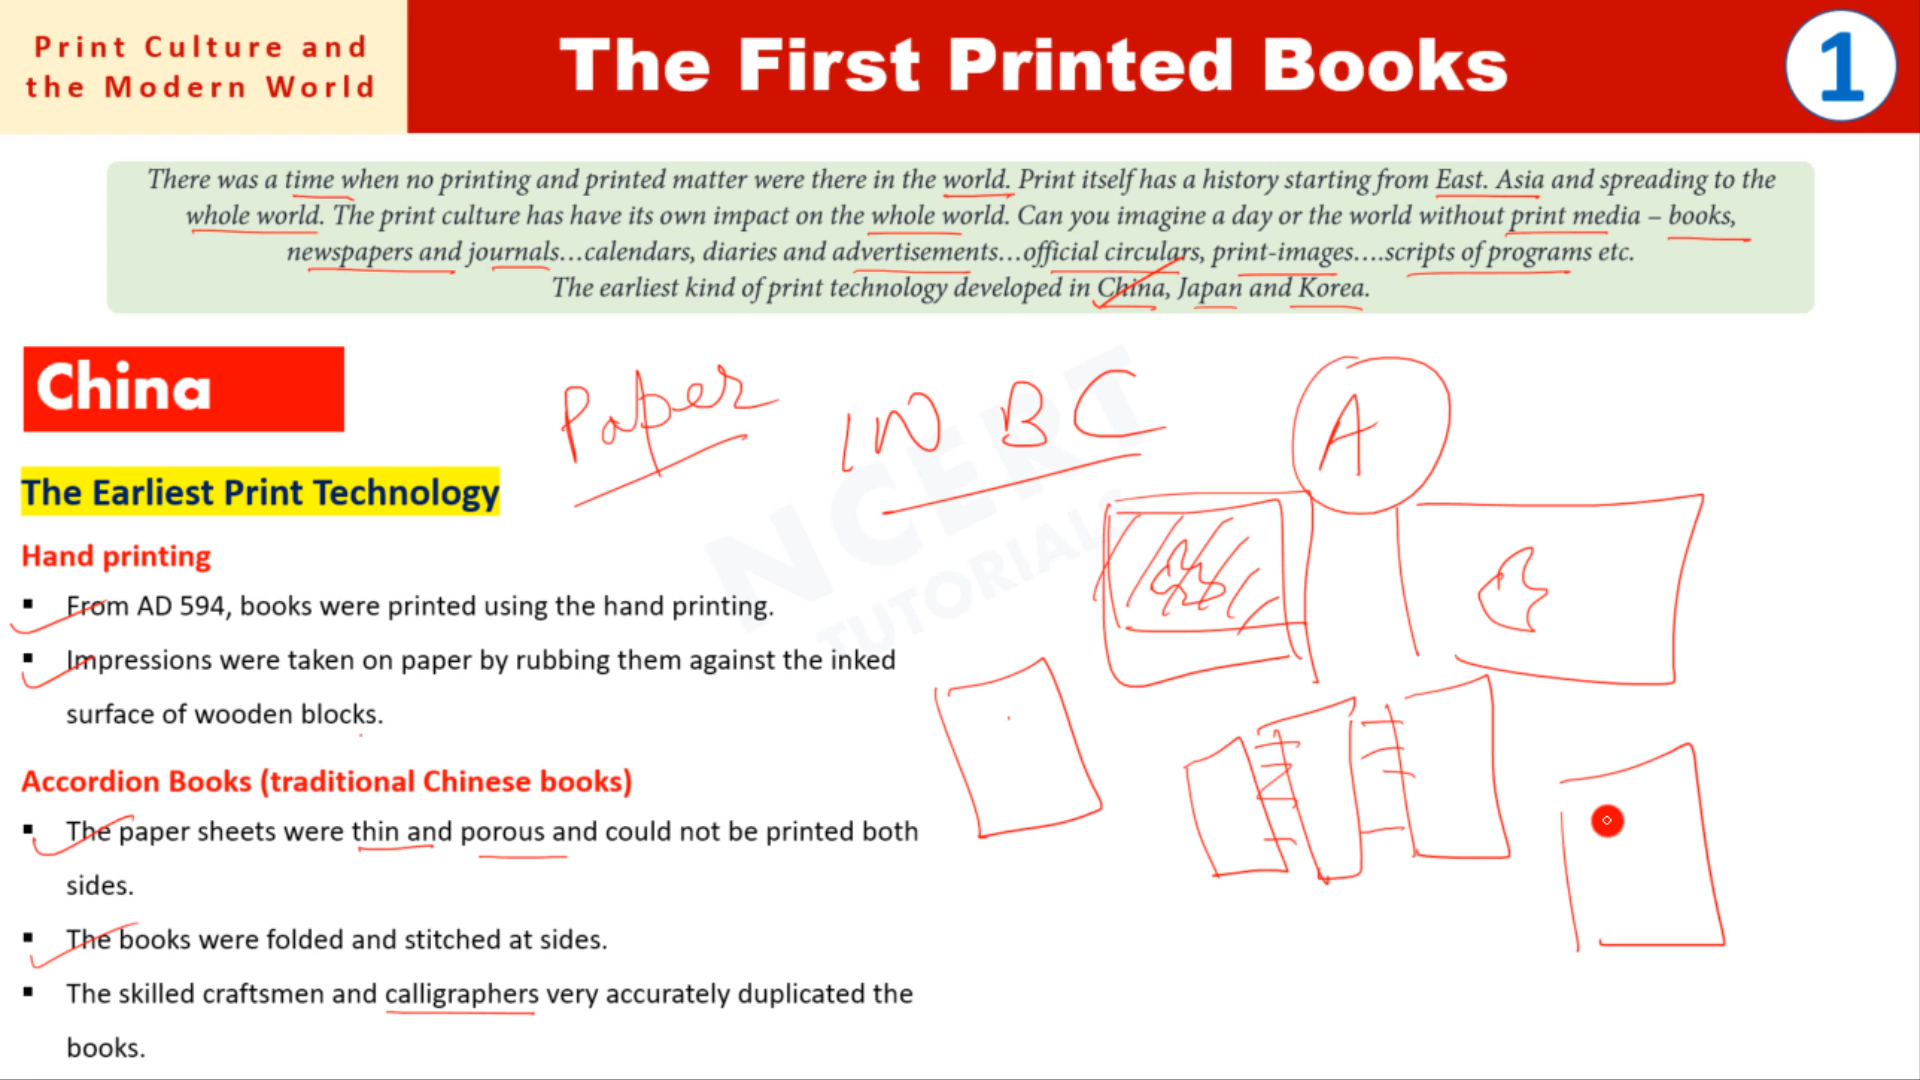 Print Culture and
the Modern World
The First Printed Books
1
There was a time when no printing and printed matter were there in the world. Print itself has a history starting from East. Asia and spreading to the
whole world. The print culture has have its own impact on the whole world. Can you imagine a day or the world without print media – books,
newspapers and journals…calendars, diaries and advertisements…official circulars, print-images….scripts of programs etc.
The earliest kind of print technology developed in China, Japan and Korea.
China
Paper
IN BC
A
NCERT
TUTORIALS
The Earliest Print Technology
Hand printing
▪ From AD 594, books were printed using the hand printing.
▪ Impressions were taken on paper by rubbing them against the inked
surface of wooden blocks.
Accordion Books (traditional Chinese books)
▪ The paper sheets were thin and porous and could not be printed both
sides.
▪ The books were folded and stitched at sides.
▪ The skilled craftsmen and calligraphers very accurately duplicated the
books.